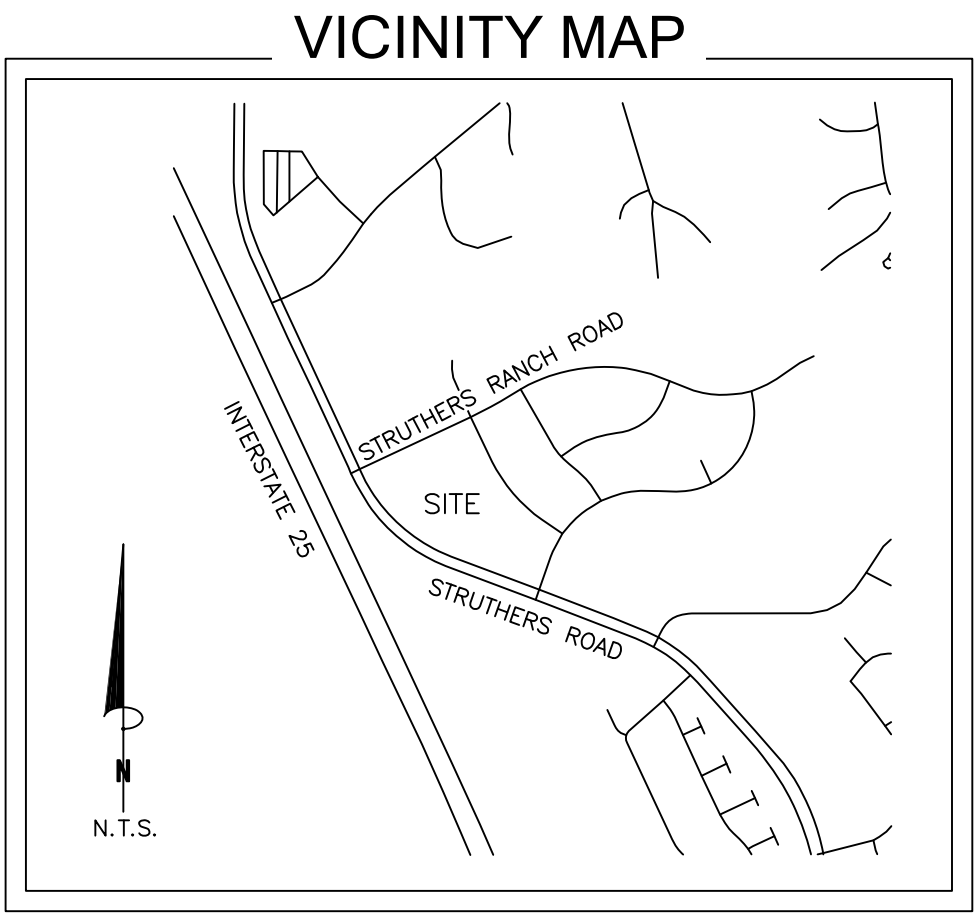 VICINITY MAP
STRUTHERS RANCH ROAD
INTERSTATE 25
SITE
STRUTHERS ROAD
N
N.T.S.